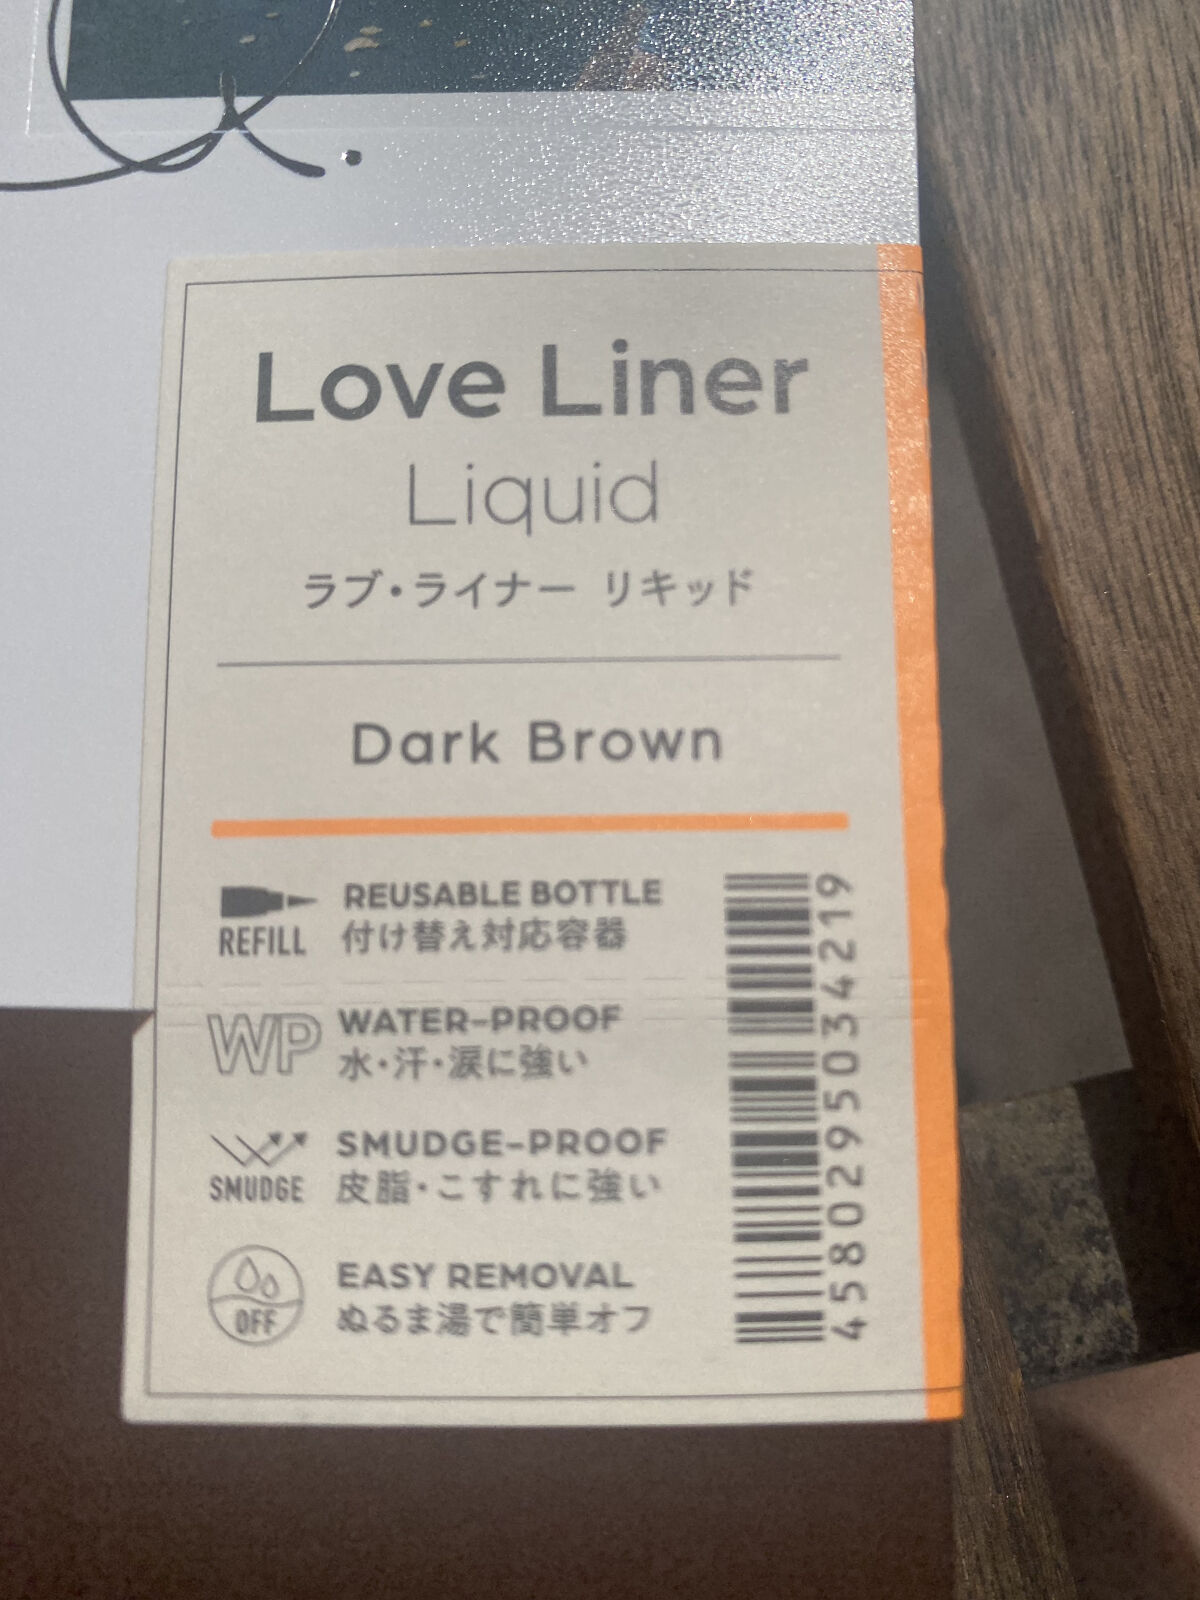 Love Liner
Liquid
ラブ・ライナー リキッド
Dark Brown
REFILL
REUSABLE BOTTLE
付け替え対応容器
WP
WATER-PROOF
水・汗・涙に強い
SMUDGE
SMUDGE-PROOF
皮脂・こすれに強い
OFF
EASY REMOVAL
ぬるま湯で簡単オフ
4580295034219